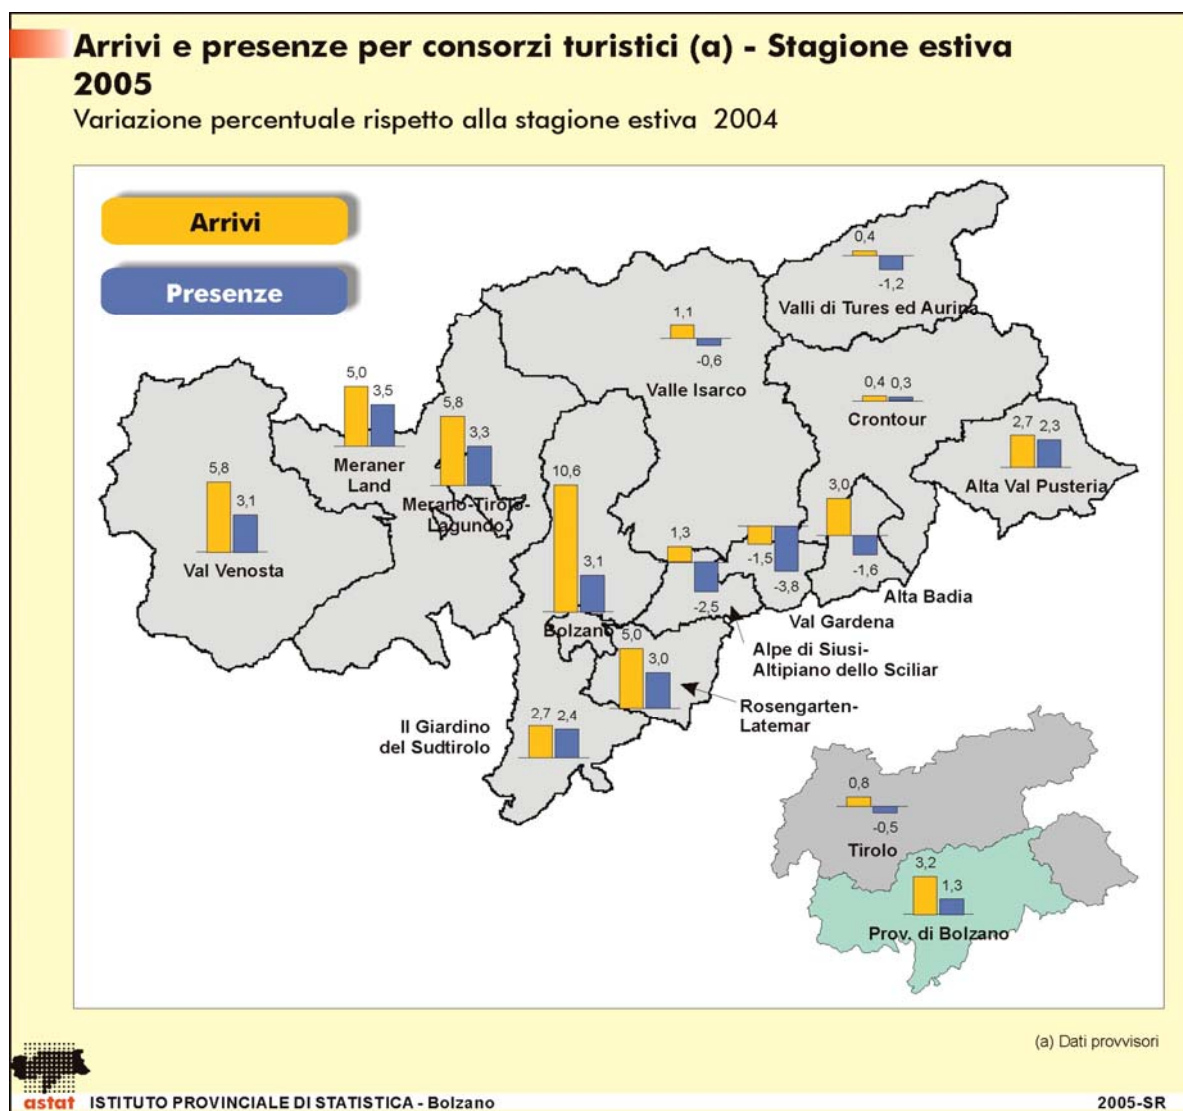 Arrivi e presenze per consorzi turistici (a) - Stagione estiva
2005
Variazione percentuale rispetto alla stagione estiva 2004
Arrivi
Presenze
0,4
-1,2
Valli di Tures ed Aurina
1,1
-0,6
Valle Isarco
0,4 0,3
Crontour
2,7 2,3
Alta Val Pusteria
5,0
3,5
Meraner
Land
5,8
3,3
Merano-Tirolo-
Lagundo
5,8
3,1
Val Venosta
10,6
3,1
Bolzano
1,3
-2,5
-1,5
-3,8
3,0
-1,6
Alta Badia
Val Gardena
Alpe di Siusi-
Altipiano dello Sciliar
5,0
3,0
Rosengarten-
Latemar
2,7 2,4
Il Giardino
del Sudtirolo
0,8
-0,5
Tirolo
3,2
1,3
Prov. di Bolzano
(a) Dati provvisori
astat ISTITUTO PROVINCIALE DI STATISTICA - Bolzano
2005-SR